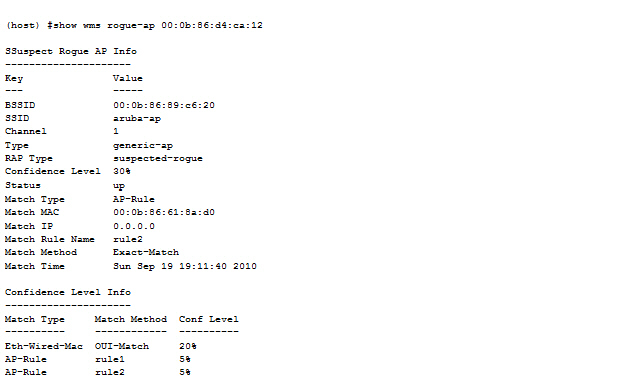 (host) $show wms rogue-ap 00:0b:86:d4:ca:12
SSuspect Rogue AP Info
----------------------
Key Value
--- -----
BSSID 00:0b:86:89:c6:20
SSID aruba-ap
Channel 1
Type generic-ap
RAP Type suspected-rogue
Confidence Level 30%
Status up
Match Type AP-Rule
Match MAC 00:0b:86:61:8a:d0
Match IP 0.0.0.0
Match Rule Name rule2
Match Method Exact-Match
Match Time Sun Sep 19 19:11:40 2010
Confidence Level Info
---------------------
Match Type Match Method Conf Level
---------- ------------ ----------
Eth-Wired-Mac OUI-Match 20%
AP-Rule rule1 5%
AP-Rule rule2 5%